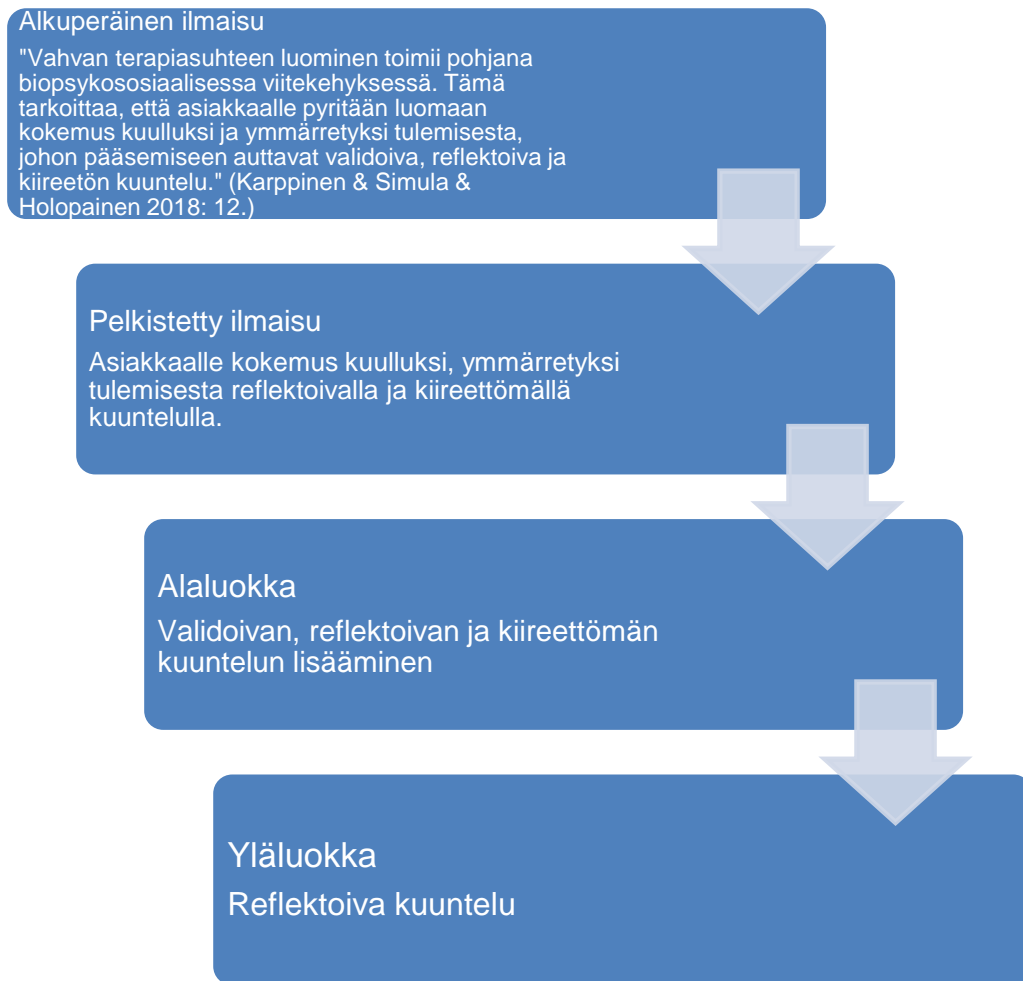 Alkuperäinen ilmaisu
"Vahvan terapiasuhteen luominen toimii pohjana
biopsykososiaalisessa viitekehyksessä. Tämä
tarkoittaa, että asiakkaalle pyritään luomaan
kokemus kuulluksi ja ymmärretyksi tulemisesta,
johon pääsemiseen auttavat validoiva, reflektoiva ja
kiireetön kuuntelu." (Karppinen & Simula &
Holopainen 2018: 12.)
Pelkistetty ilmaisu
Asiakkaalle kokemus kuulluksi, ymmärretyksi
tulemisesta reflektoivalla ja kiireettömällä
kuuntelulla.
Alaluokka
Validoivan, reflektoivan ja kiireettömän
kuuntelun lisääminen
Yläluokka
Reflektoiva kuuntelu